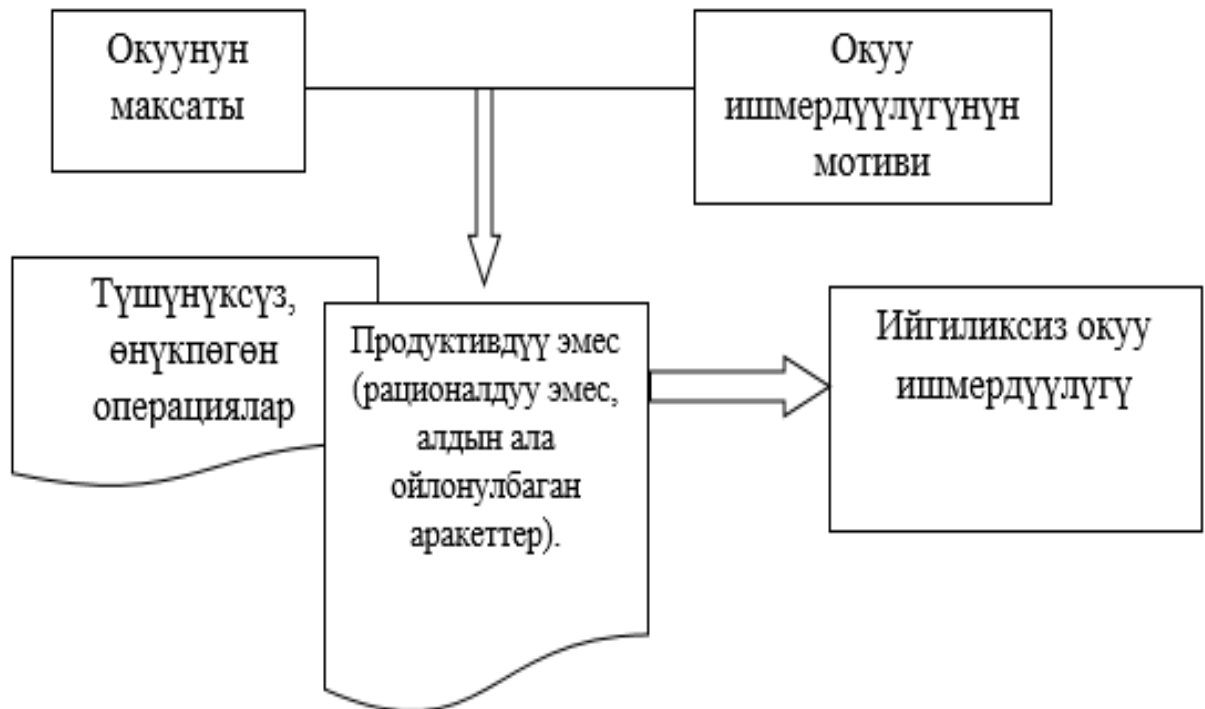 Окуунун
максаты
Окуу
ишмердүүлүгүнүн
мотиви
Түшүнүксүз,
өнүкпөгөн
операциялар
Продуктивдүү эмес
(рационалдуу эмес,
алдын ала
ойлонулбаган
аракеттер).
Ийгиликсиз окуу
ишмердүүлүгү